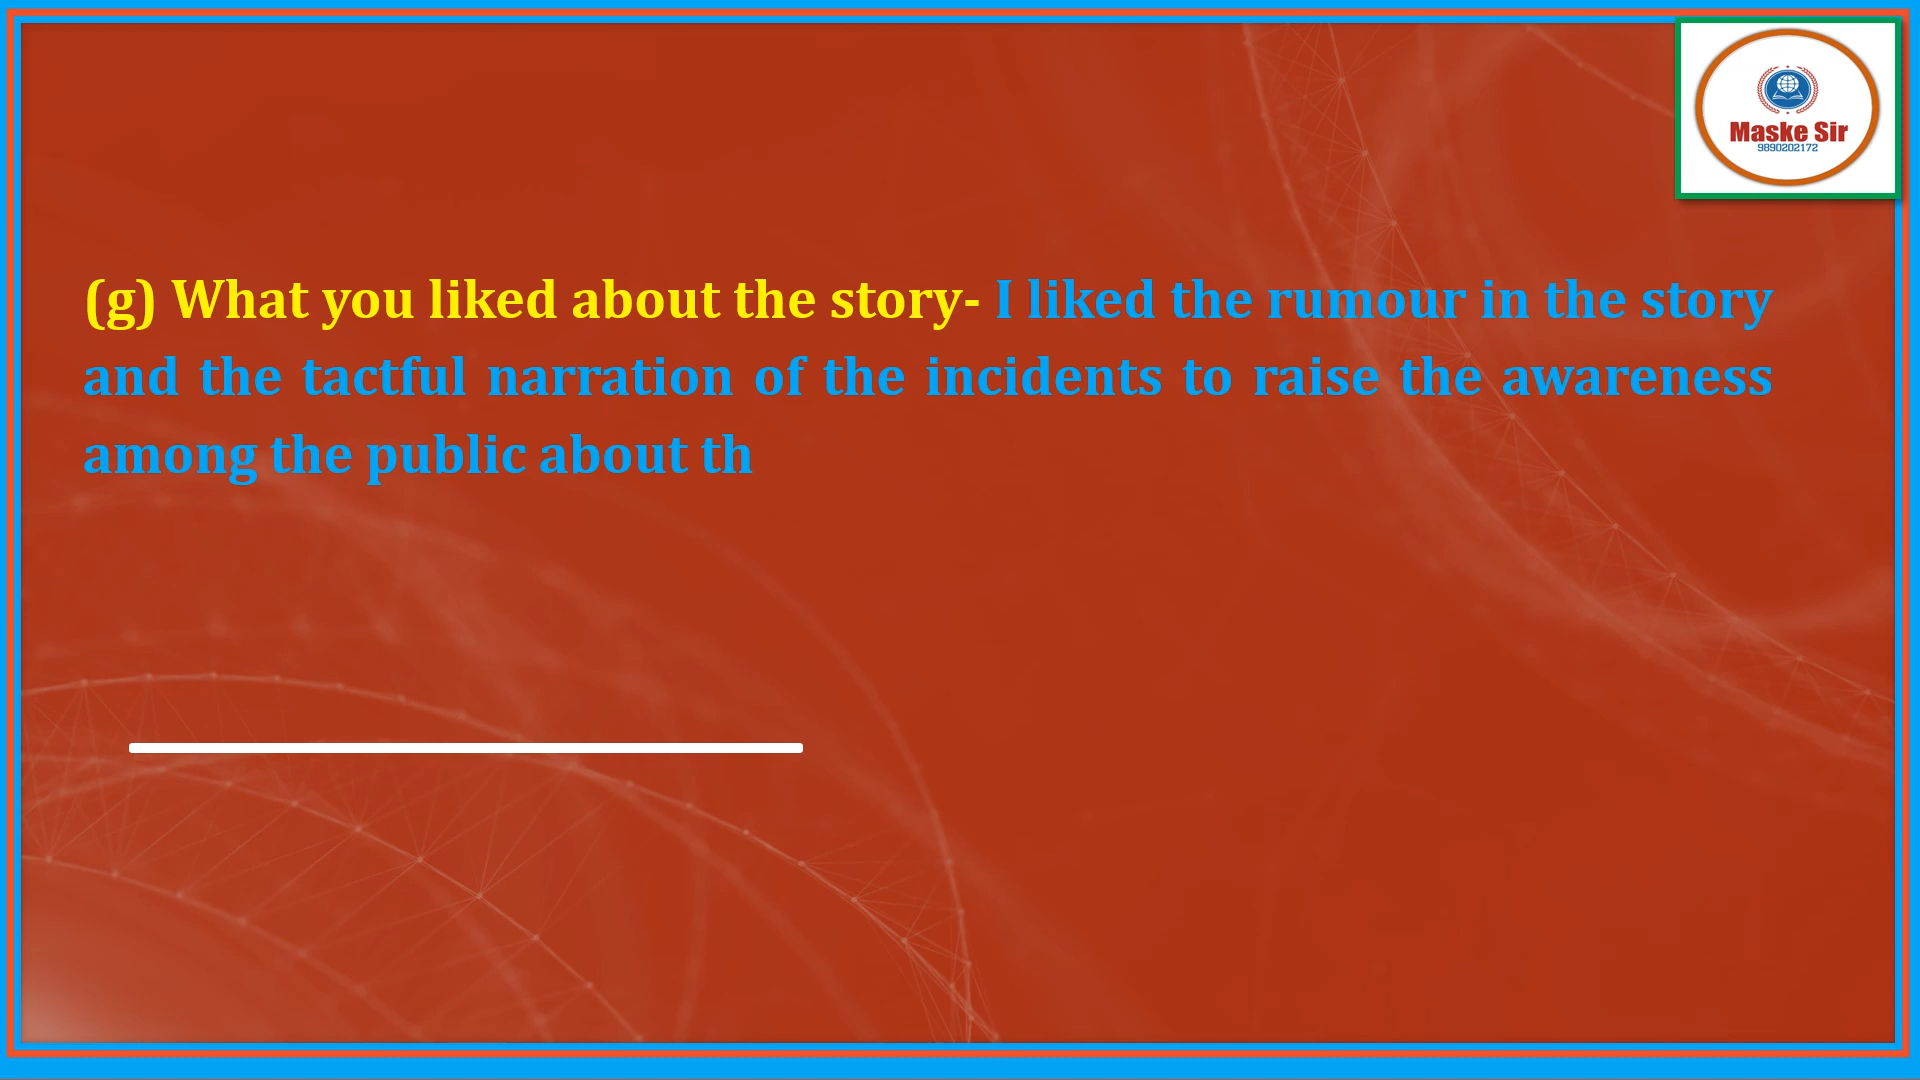 Maske Sir
9890202172
(g) What you liked about the story- I liked the rumour in the story
and the tactful narration of the incidents to raise the awareness
among the public about th